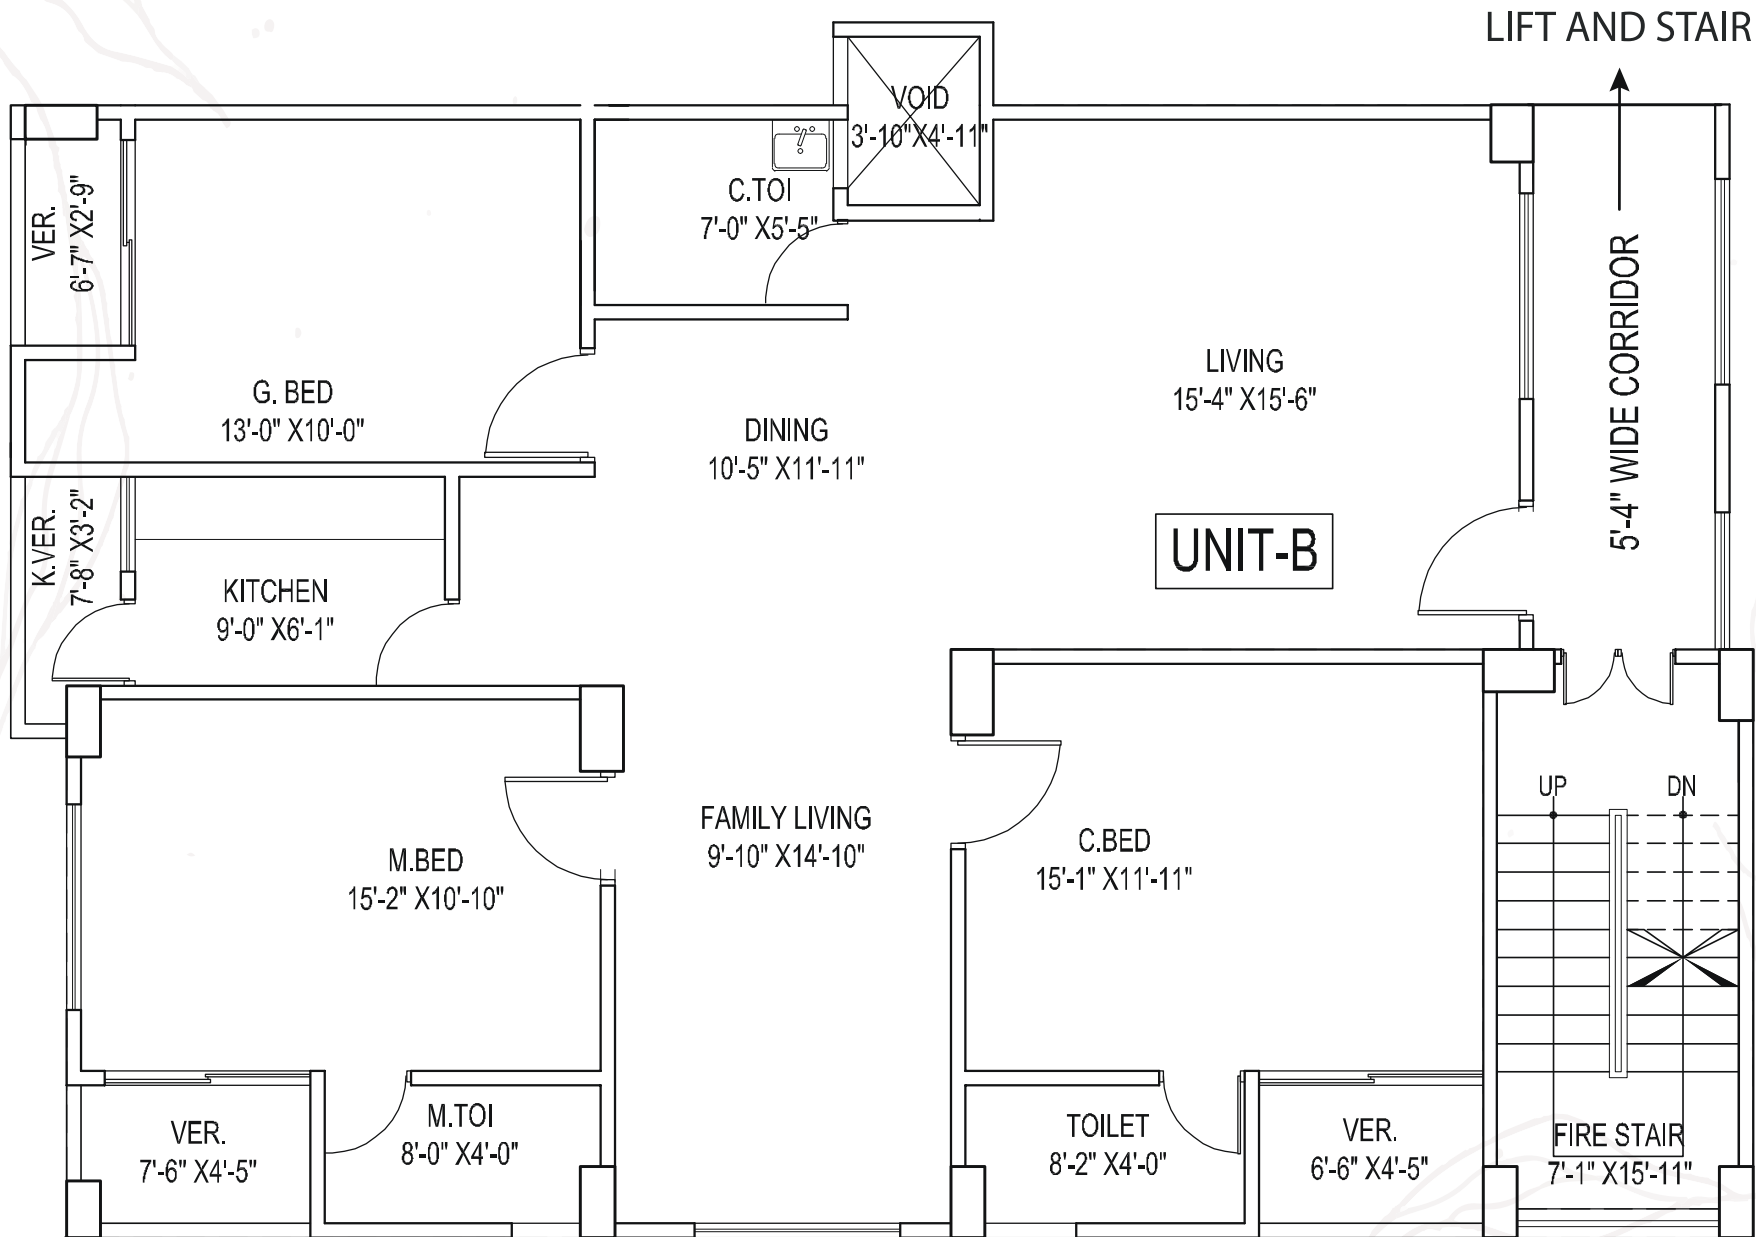 LIFT AND STAIR
VOID
3'-10"X4'-11"
C.TOI
7'-0" X5'-5"
VER.
6'-7" X2'-9"
G. BED
13'-0" X10'-0"
DINING
10'-5" X11'-11"
LIVING
15'-4" X15'-6"
5'-4" WIDE CORRIDOR
UNIT-B
K.VER.
7'-8" X3'-2"
KITCHEN
9'-0" X6'-1"
M.BED
15'-2" X10'-10"
FAMILY LIVING
9'-10" X14'-10"
C.BED
15'-1" X11'-11"
UP
DN
VER.
7'-6" X4'-5"
M.TOI
8'-0" X4'-0"
TOILET
8'-2" X4'-0"
VER.
6'-6" X4'-5"
FIRE STAIR
7'-1" X15'-11"